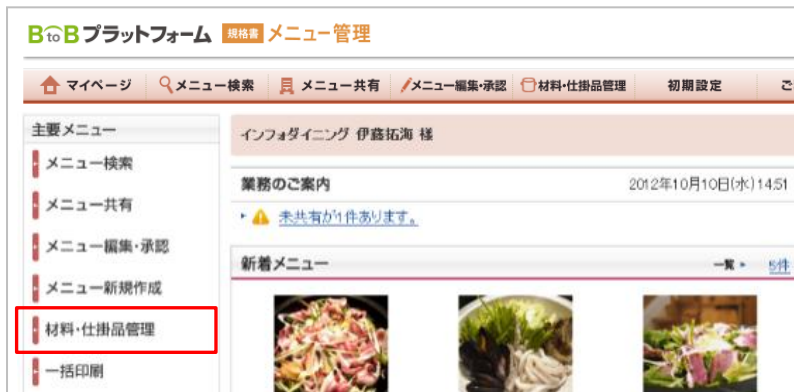 BtoBプラットフォーム 規格書 メニュー管理
マイページ メニュー検索 メニュー共有 メニュー編集・承認 材料・仕掛品管理 初期設定 ご
主要メニュー
メニュー検索
メニュー共有
メニュー編集・承認
メニュー新規作成
材料・仕掛品管理
一括印刷
インフォダイニング 伊藤拓海 様
業務のご案内 2012年10月10日(水)14:51
未共有が1件あります。
新着メニュー 一覧 5件